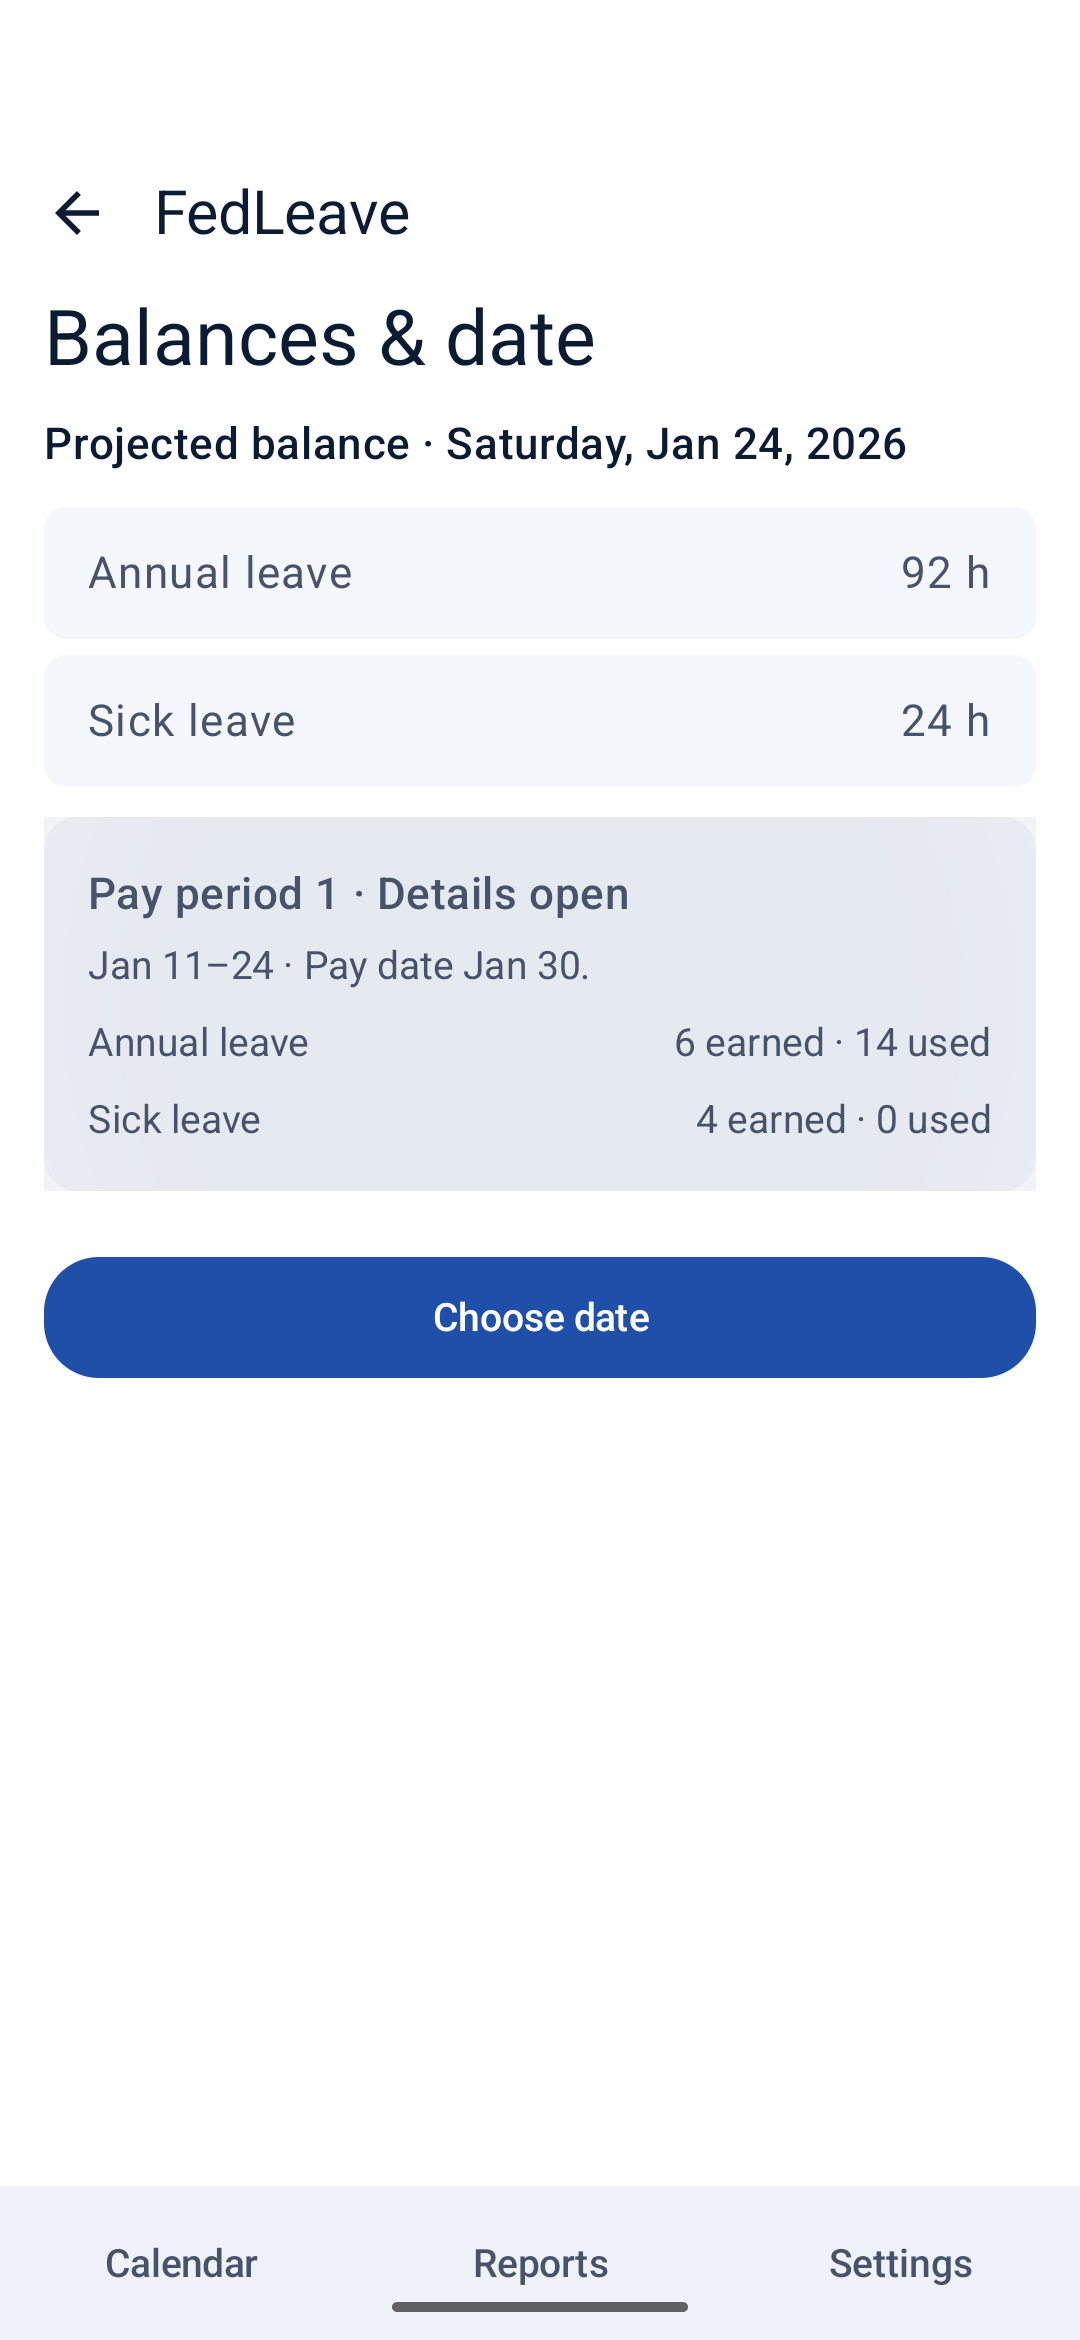 FedLeave
Balances & date
Projected balance · Saturday, Jan 24, 2026
Annual leave 92 h
Sick leave 24 h
Pay period 1 · Details open
Jan 11–24 · Pay date Jan 30.
Annual leave 6 earned · 14 used
Sick leave 4 earned · 0 used
Choose date
Calendar Reports Settings